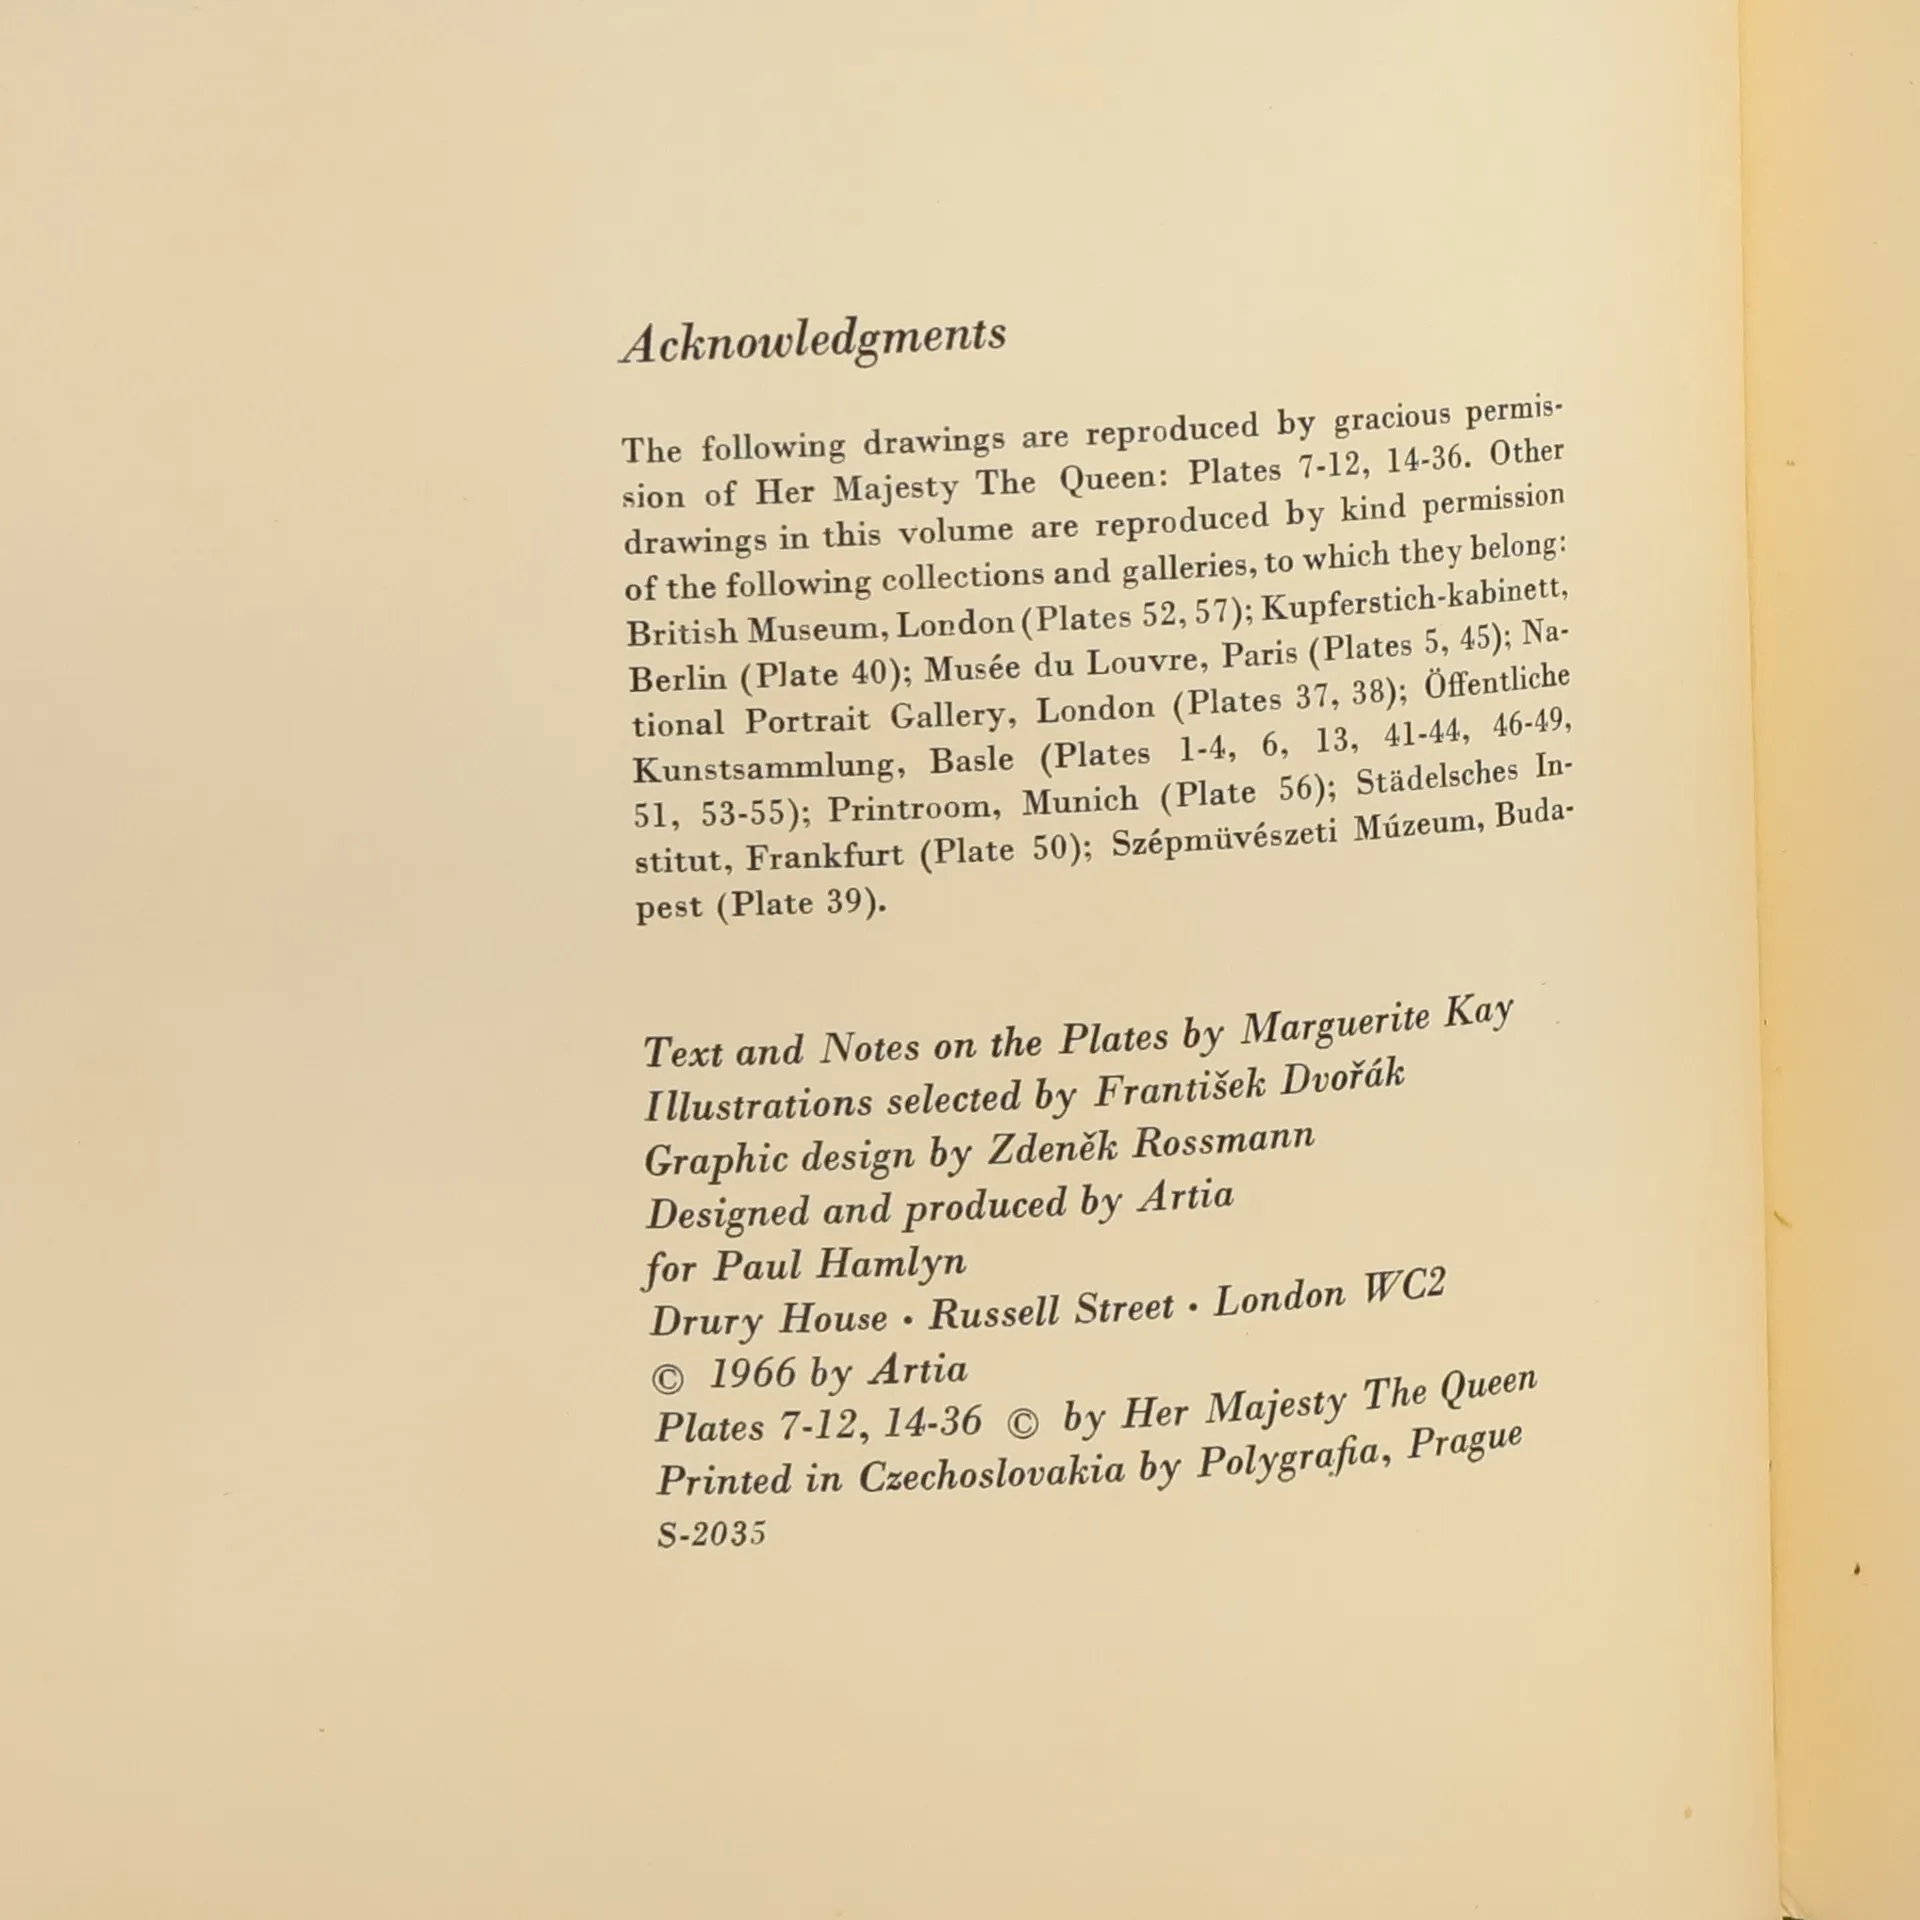 Acknowledgments
The following drawings are reproduced by gracious permis-
sion of Her Majesty The Queen: Plates 7-12, 14-36. Other
drawings in this volume are reproduced by kind permission
of the following collections and galleries, to which they belong:
British Museum, London (Plates 52, 57); Kupferstich-kabinett,
Berlin (Plate 40); Musée du Louvre, Paris (Plates 5, 45); Na-
tional Portrait Gallery, London (Plates 37, 38); Öffentliche
Kunstsammlung, Basle (Plates 1-4, 6, 13, 41-44, 46-49,
51, 53-55); Printroom, Munich (Plate 56); Städelsches In-
stitut, Frankfurt (Plate 50); Szépmüvészeti Múzeum, Buda-
pest (Plate 39).
Text and Notes on the Plates by Marguerite Kay
Illustrations selected by František Dvořák
Graphic design by Zdeněk Rossmann
Designed and produced by Artia
for Paul Hamlyn
Drury House • Russell Street • London WC2
© 1966 by Artia
Plates 7-12, 14-36 © by Her Majesty The Queen
Printed in Czechoslovakia by Polygrafia, Prague
S-2035